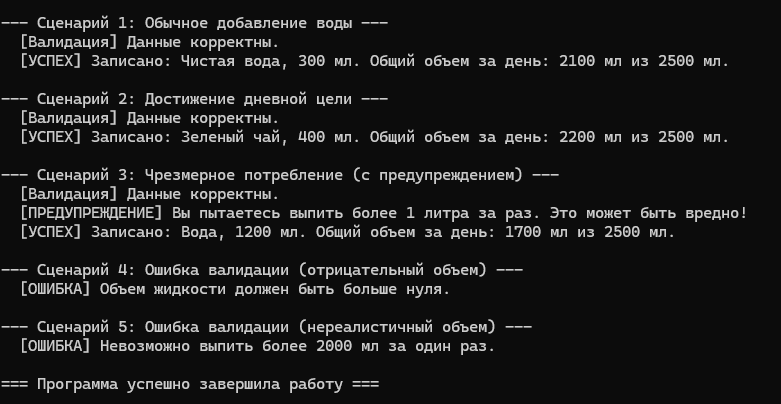 --- Сценарий 1: Обычное добавление воды ---
[Валидация] Данные корректны.
[УСПЕХ] Записано: Чистая вода, 300 мл. Общий объем за день: 2100 мл из 2500 мл.
--- Сценарий 2: Достижение дневной цели ---
[Валидация] Данные корректны.
[УСПЕХ] Записано: Зеленый чай, 400 мл. Общий объем за день: 2200 мл из 2500 мл.
--- Сценарий 3: Чрезмерное потребление (с предупреждением) ---
[Валидация] Данные корректны.
[ПРЕДУПРЕЖДЕНИЕ] Вы пытаетесь выпить более 1 литра за раз. Это может быть вредно!
[УСПЕХ] Записано: Вода, 1200 мл. Общий объем за день: 1700 мл из 2500 мл.
--- Сценарий 4: Ошибка валидации (отрицательный объем) ---
[ОШИБКА] Объем жидкости должен быть больше нуля.
--- Сценарий 5: Ошибка валидации (нереалистичный объем) ---
[ОШИБКА] Невозможно выпить более 2000 мл за один раз.
=== Программа успешно завершила работу ===